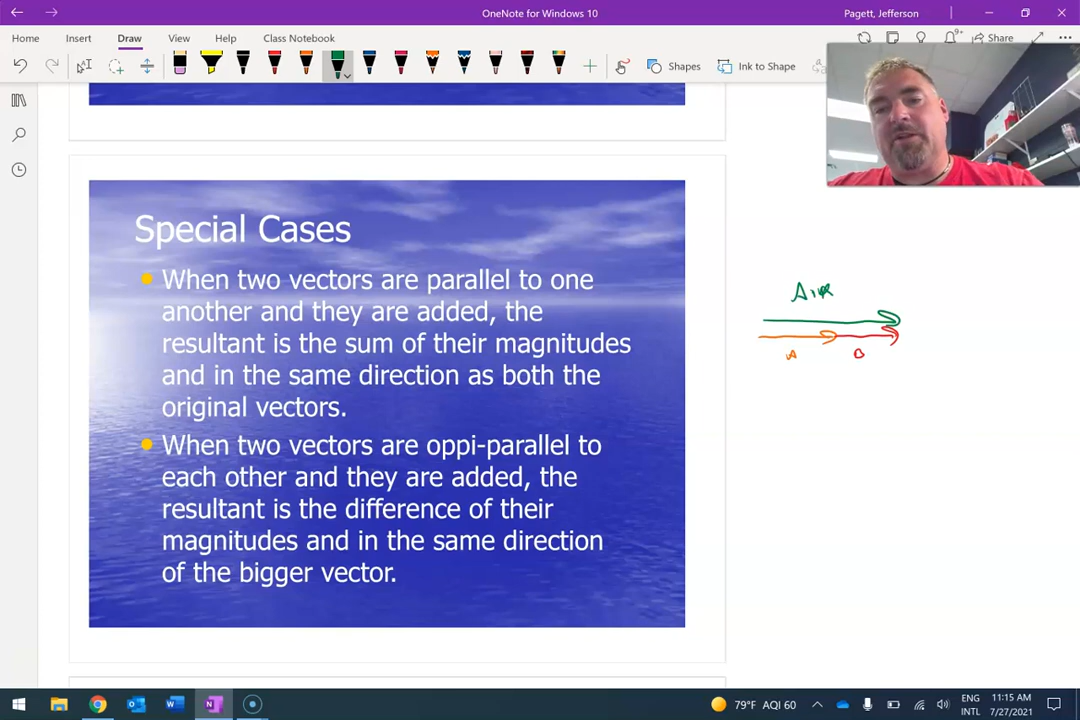 OneNote for Windows 10
Pagett, Jefferson
Home Insert Draw View Help Class Notebook
9+
Share
Shapes
Ink to Shape
Special Cases
When two vectors are parallel to one
another and they are added, the
resultant is the sum of their magnitudes
and in the same direction as both the
original vectors.
When two vectors are oppi-parallel to
each other and they are added, the
resultant is the difference of their
magnitudes and in the same direction
of the bigger vector.
A
B
79°F AQI 60
ENG
INTL
11:15 AM
7/27/2021